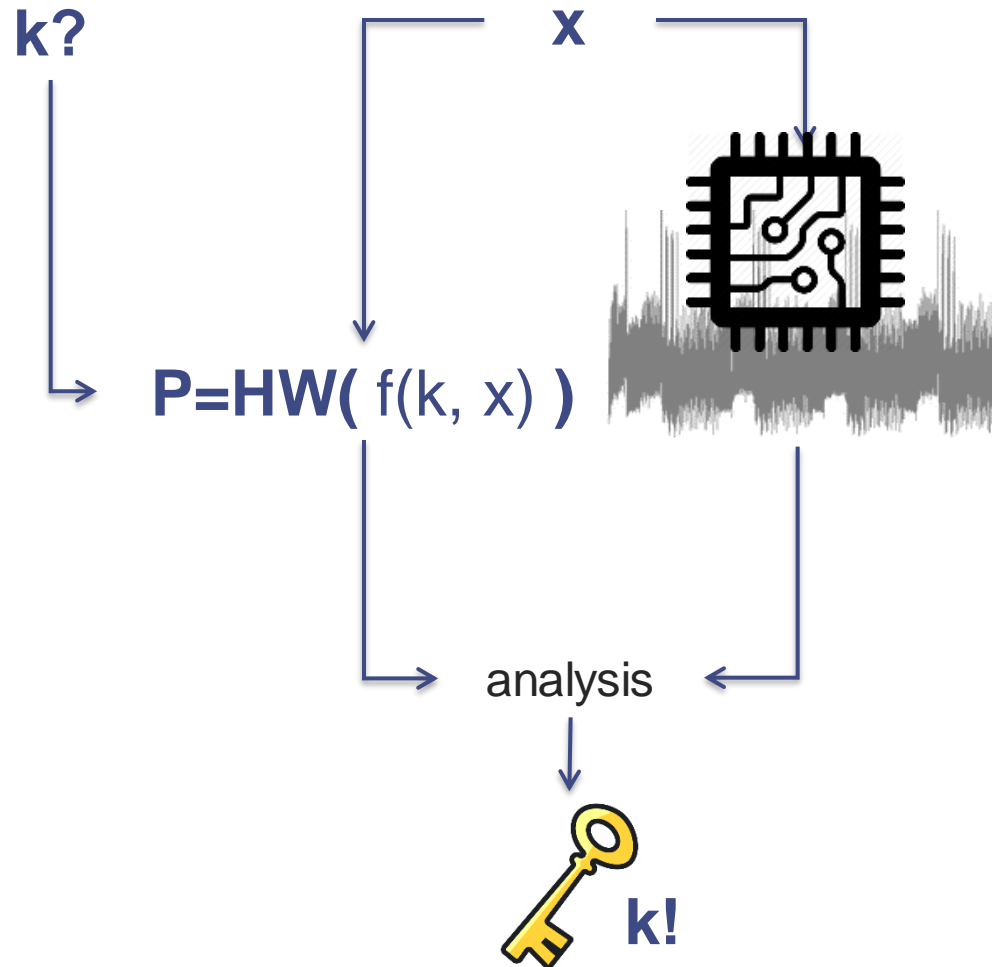 k?
x
P=HW( f(k, x) )
analysis
k!